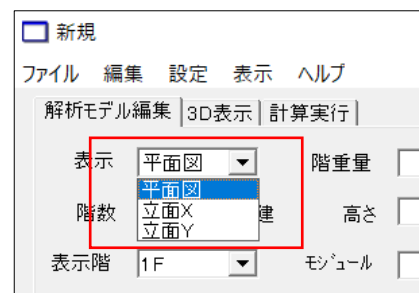 新規
ファイル 編集 設定 表示 ヘルプ
解析モデル編集 3D表示 計算実行
表示 平面図 階重量
平面図
階数 立面X 建 高さ
立面Y
表示階 1F モジュール